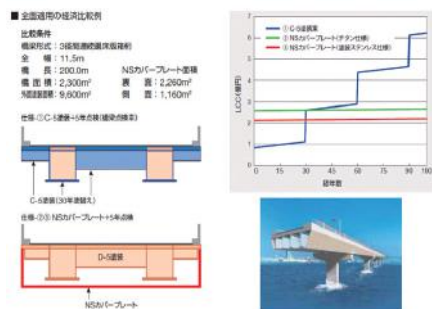 ■ 全面適用の経済比較例
比較条件
橋梁形式：3径間連続鋼床版箱桁
全　幅：11.5m
橋　長：200.0m　NSカバープレート面積
橋 面 積：2,300m²　裏　面：2,260m²
外面塗装面積：9,600m²　側　面：1,160m²
仕様-①C-5塗装+5年点検(橋梁点検車)
C-5塗装(30年塗替え)
仕様-②③ NSカバープレート+5年点検
D-5塗装
NSカバープレート
①C-5塗装案
②NSカバープレート(チタン仕様)
③NSカバープレート(塗装ステンレス仕様)
LCC(億円)
7
6
5
4
3
2
1
0
0 15 30 45 60 75 90 100
経年数